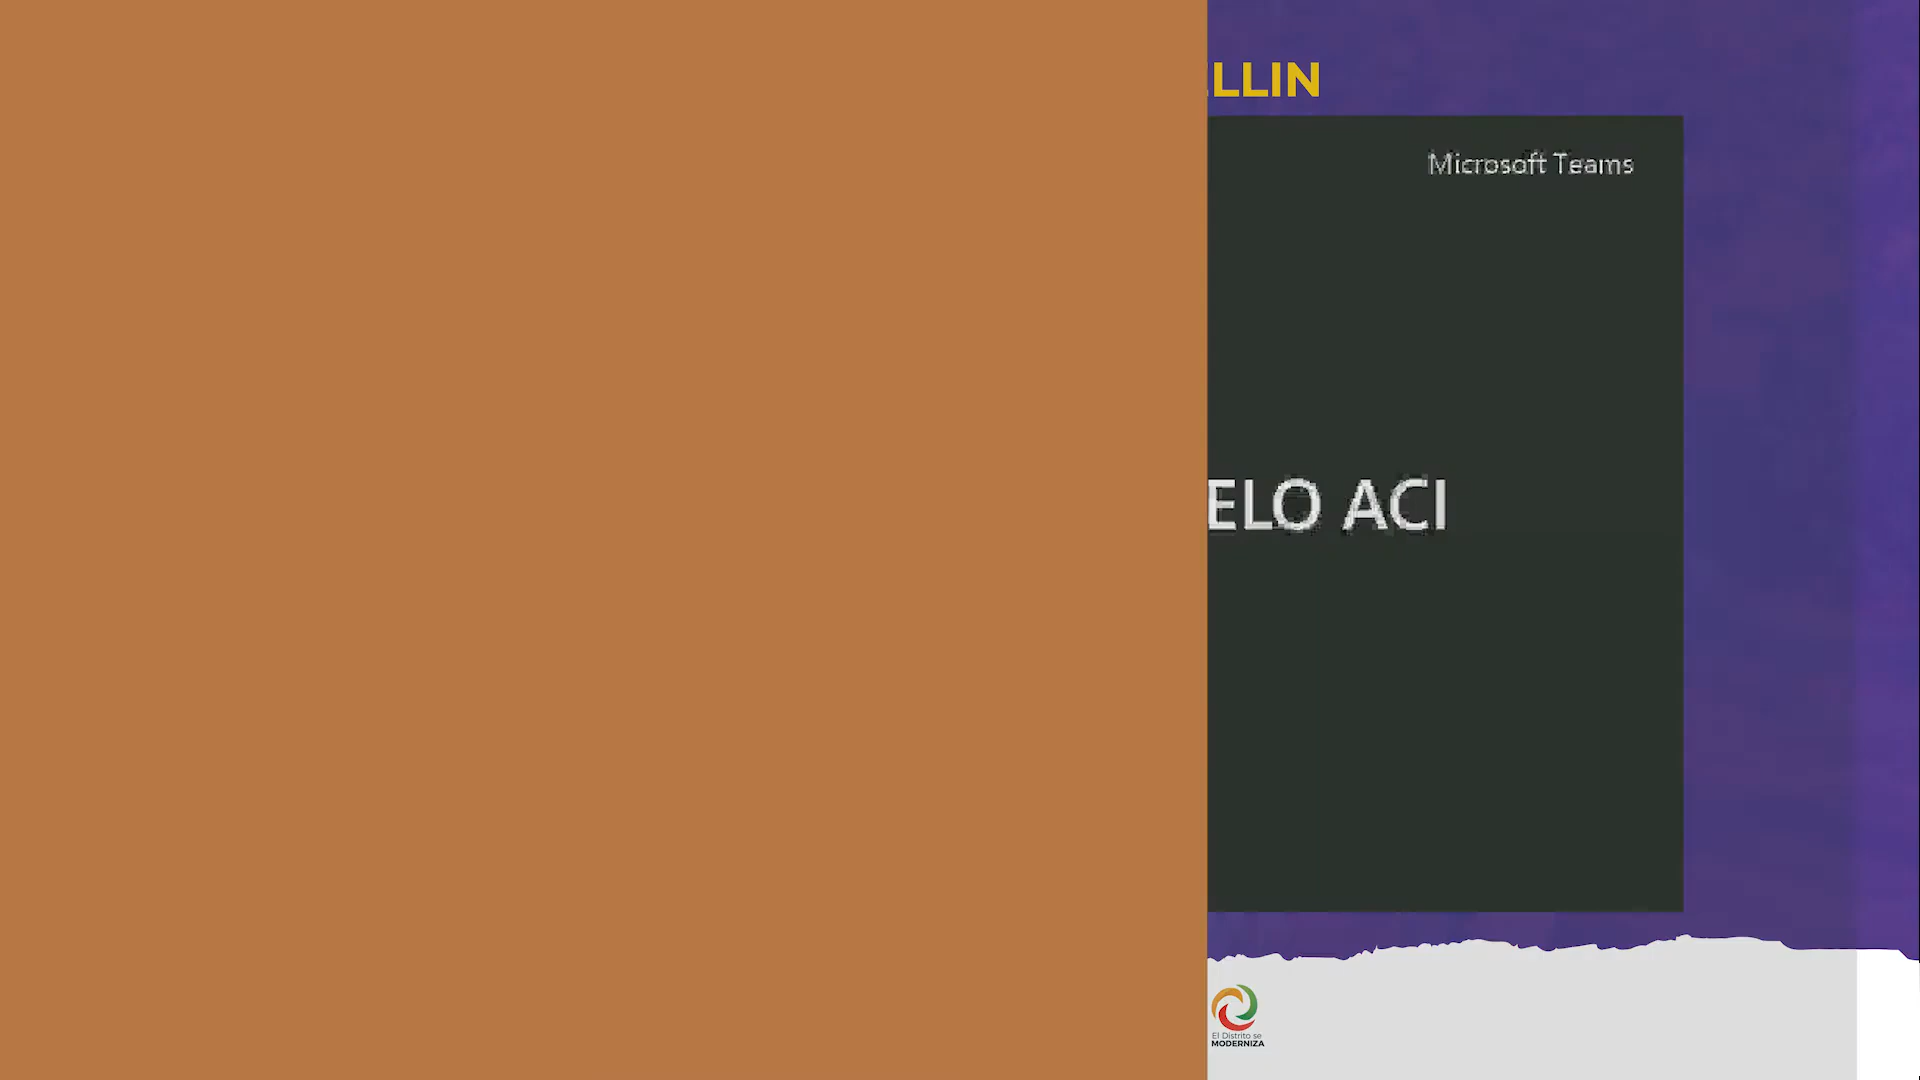 LLIN
Microsoft Teams
ELO ACI
El Distrito se
MODERNIZA